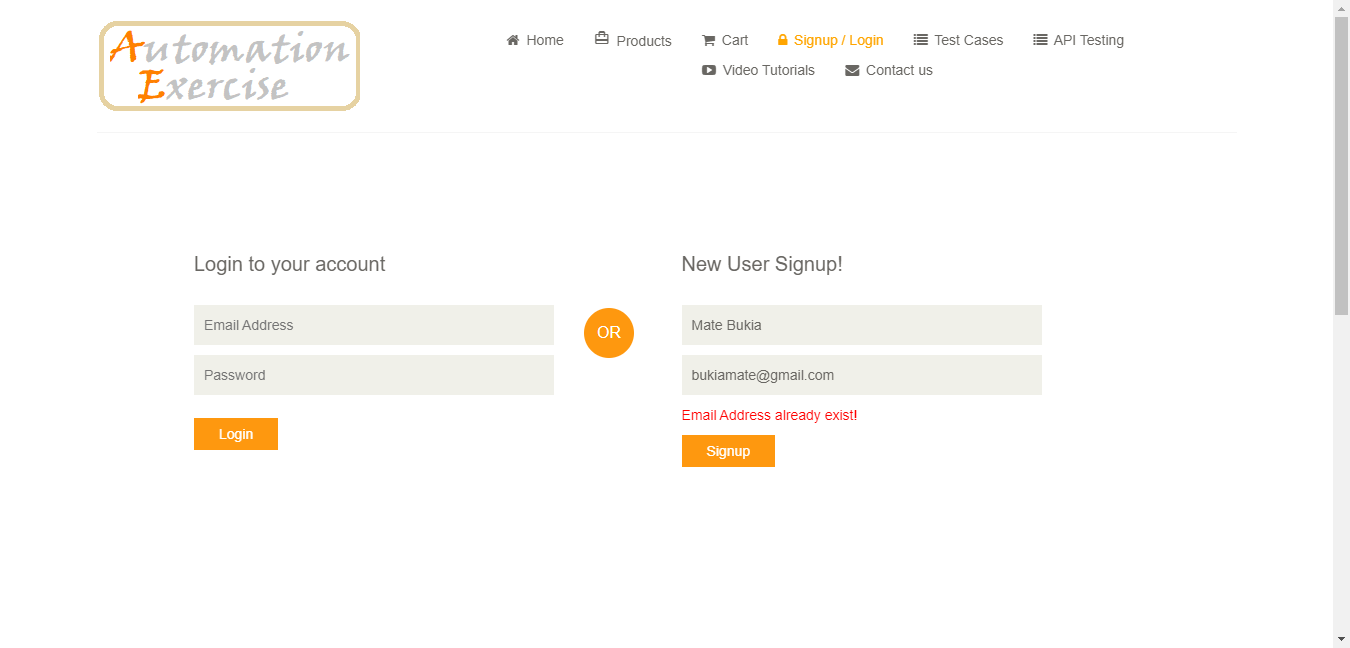 Automation
Exercise
Home
Products
Cart
Signup / Login
Test Cases
API Testing
Video Tutorials
Contact us
Login to your account
Email Address
Password
Login
OR
New User Signup!
Mate Bukia
bukiamate@gmail.com
Email Address already exist!
Signup